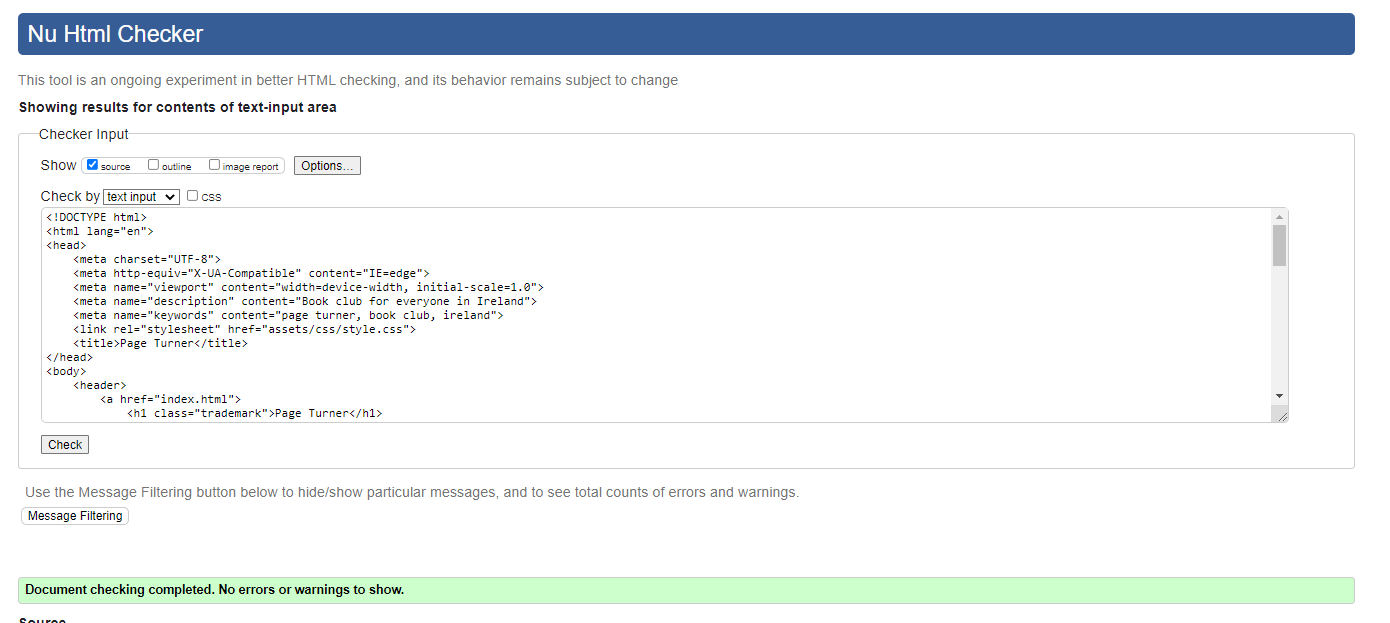 Nu Html Checker
This tool is an ongoing experiment in better HTML checking, and its behavior remains subject to change
Showing results for contents of text-input area
Checker Input
Show source outline image report Options...
Check by text input css
<!DOCTYPE html>
<html lang="en">
<head>
    <meta charset="UTF-8">
    <meta http-equiv="X-UA-Compatible" content="IE=edge">
    <meta name="viewport" content="width=device-width, initial-scale=1.0">
    <meta name="description" content="Book club for everyone in Ireland">
    <meta name="keywords" content="page turner, book club, ireland">
    <link rel="stylesheet" href="assets/css/style.css">
    <title>Page Turner</title>
</head>
<body>
    <header>
        <a href="index.html">
            <h1 class="trademark">Page Turner</h1>
Check
Use the Message Filtering button below to hide/show particular messages, and to see total counts of errors and warnings.
Message Filtering
Document checking completed. No errors or warnings to show.
Source